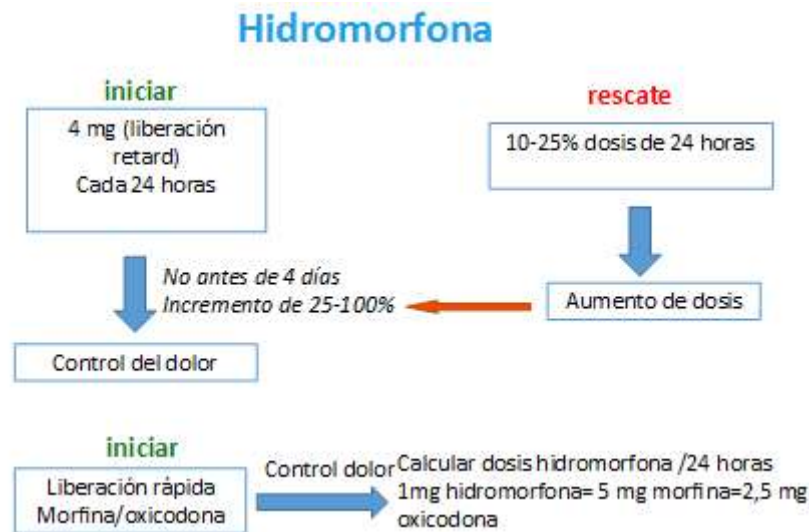 Hidromorfona
iniciar
4 mg (liberación
retard)
Cada 24 horas
rescate
10-25% dosis de 24 horas
No antes de 4 días
Incremento de 25-100%
Aumento de dosis
Control del dolor
iniciar
Liberación rápida
Morfina/oxicodona
Control dolor
Calcular dosis hidromorfona /24 horas
1mg hidromorfona= 5 mg morfina=2,5 mg
oxicodona